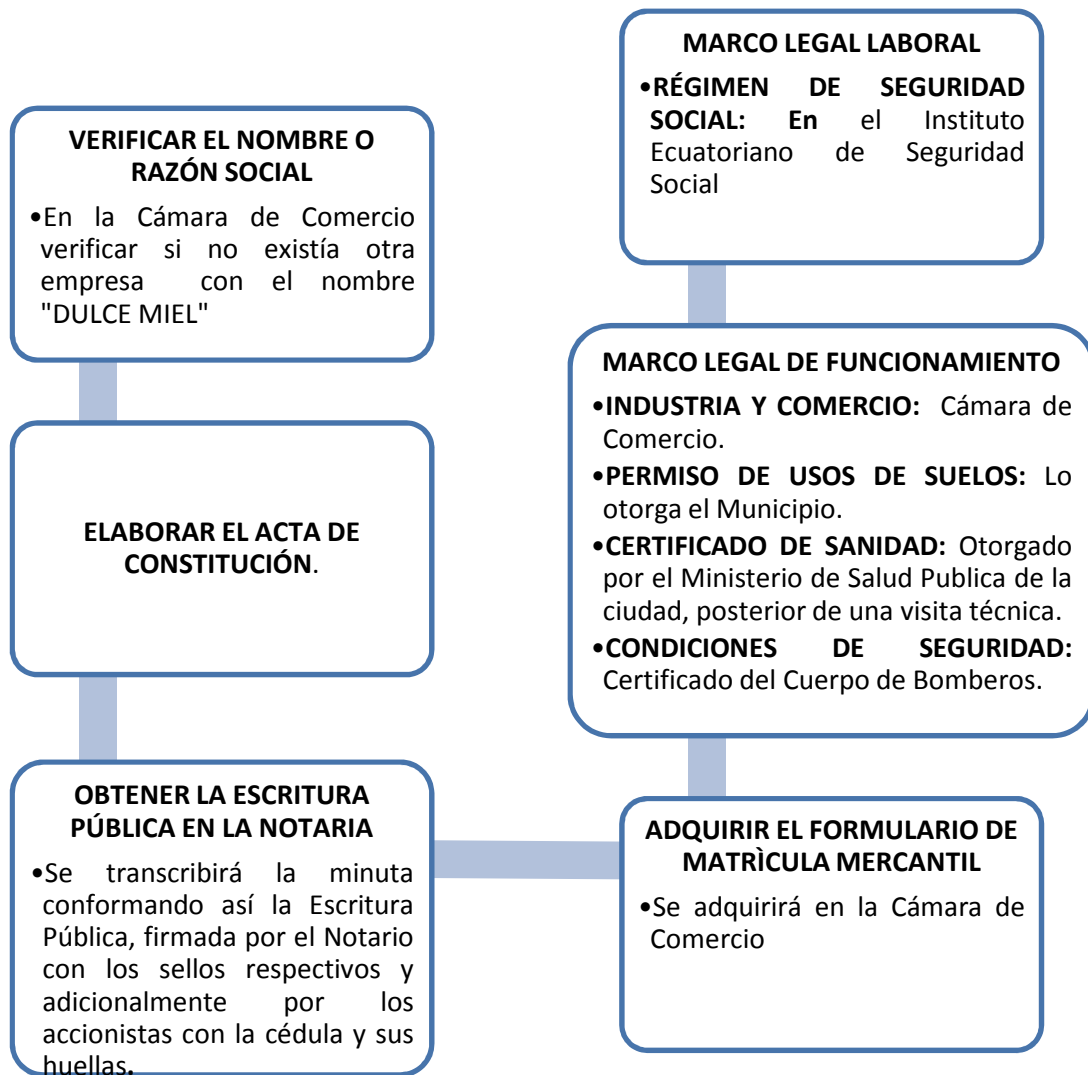 VERIFICAR EL NOMBRE O
RAZÓN SOCIAL
•En la Cámara de Comercio
verificar si no existía otra
empresa con el nombre
"DULCE MIEL"
ELABORAR EL ACTA DE
CONSTITUCIÓN.
OBTENER LA ESCRITURA
PÚBLICA EN LA NOTARIA
•Se transcribirá la minuta
conformando así la Escritura
Pública, firmada por el Notario
con los sellos respectivos y
adicionalmente por los
accionistas con la cédula y sus
huellas.
ADQUIRIR EL FORMULARIO DE
MATRÌCULA MERCANTIL
•Se adquirirá en la Cámara de
Comercio
MARCO LEGAL DE FUNCIONAMIENTO
•INDUSTRIA Y COMERCIO: Cámara de
Comercio.
•PERMISO DE USOS DE SUELOS: Lo
otorga el Municipio.
•CERTIFICADO DE SANIDAD: Otorgado
por el Ministerio de Salud Publica de la
ciudad, posterior de una visita técnica.
•CONDICIONES DE SEGURIDAD:
Certificado del Cuerpo de Bomberos.
MARCO LEGAL LABORAL
•RÉGIMEN DE SEGURIDAD
SOCIAL: En el Instituto
Ecuatoriano de Seguridad
Social